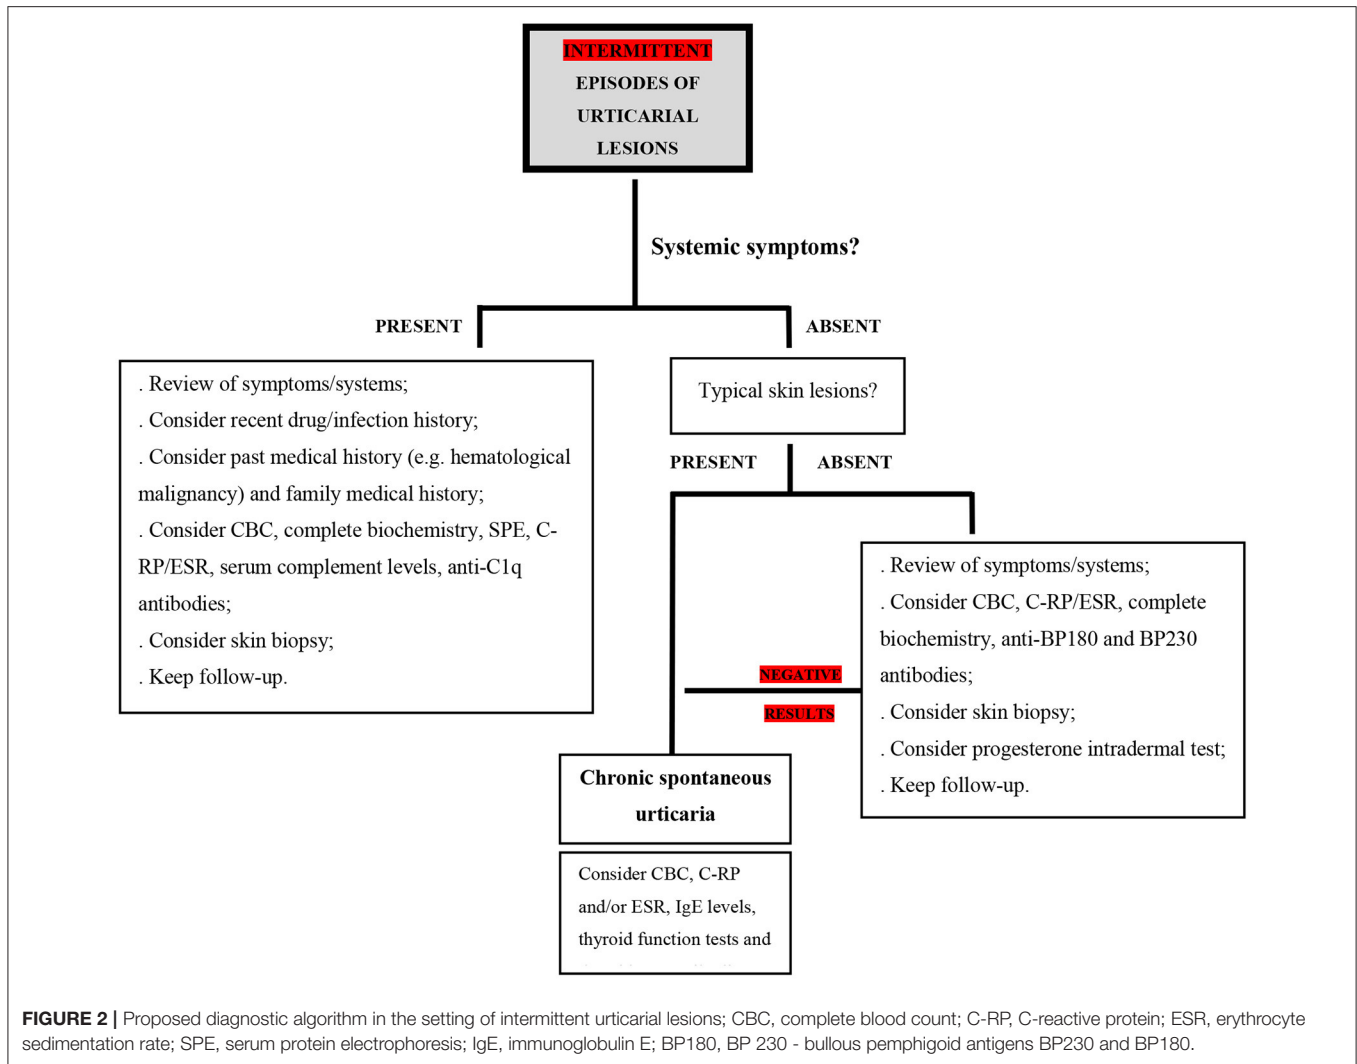 INTERMITTENT
EPISODES OF
URTICARIAL
LESIONS
Systemic symptoms?
PRESENT
ABSENT
. Review of symptoms/systems;
. Consider recent drug/infection history;
. Consider past medical history (e.g. hematological
malignancy) and family medical history;
. Consider CBC, complete biochemistry, SPE, C-
RP/ESR, serum complement levels, anti-C1q
antibodies;
. Consider skin biopsy;
. Keep follow-up.
Typical skin lesions?
PRESENT
ABSENT
. Review of symptoms/systems;
. Consider CBC, C-RP/ESR, complete
biochemistry, anti-BP180 and BP230
antibodies;
. Consider skin biopsy;
. Consider progesterone intradermal test;
. Keep follow-up.
NEGATIVE
RESULTS
Chronic spontaneous
urticaria
Consider CBC, C-RP
and/or ESR, IgE levels,
thyroid function tests and
FIGURE 2 | Proposed diagnostic algorithm in the setting of intermittent urticarial lesions; CBC, complete blood count; C-RP, C-reactive protein; ESR, erythrocyte
sedimentation rate; SPE, serum protein electrophoresis; IgE, immunoglobulin E; BP180, BP 230 - bullous pemphigoid antigens BP230 and BP180.